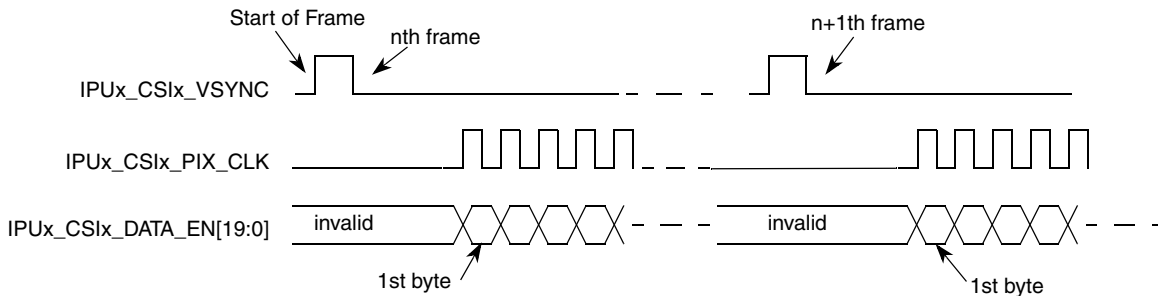 Start of Frame
nth frame
n+1th frame
IPUx_CSIx_VSYNC
IPUx_CSIx_PIX_CLK
IPUx_CSIx_DATA_EN[19:0]
invalid
invalid
1st byte
1st byte